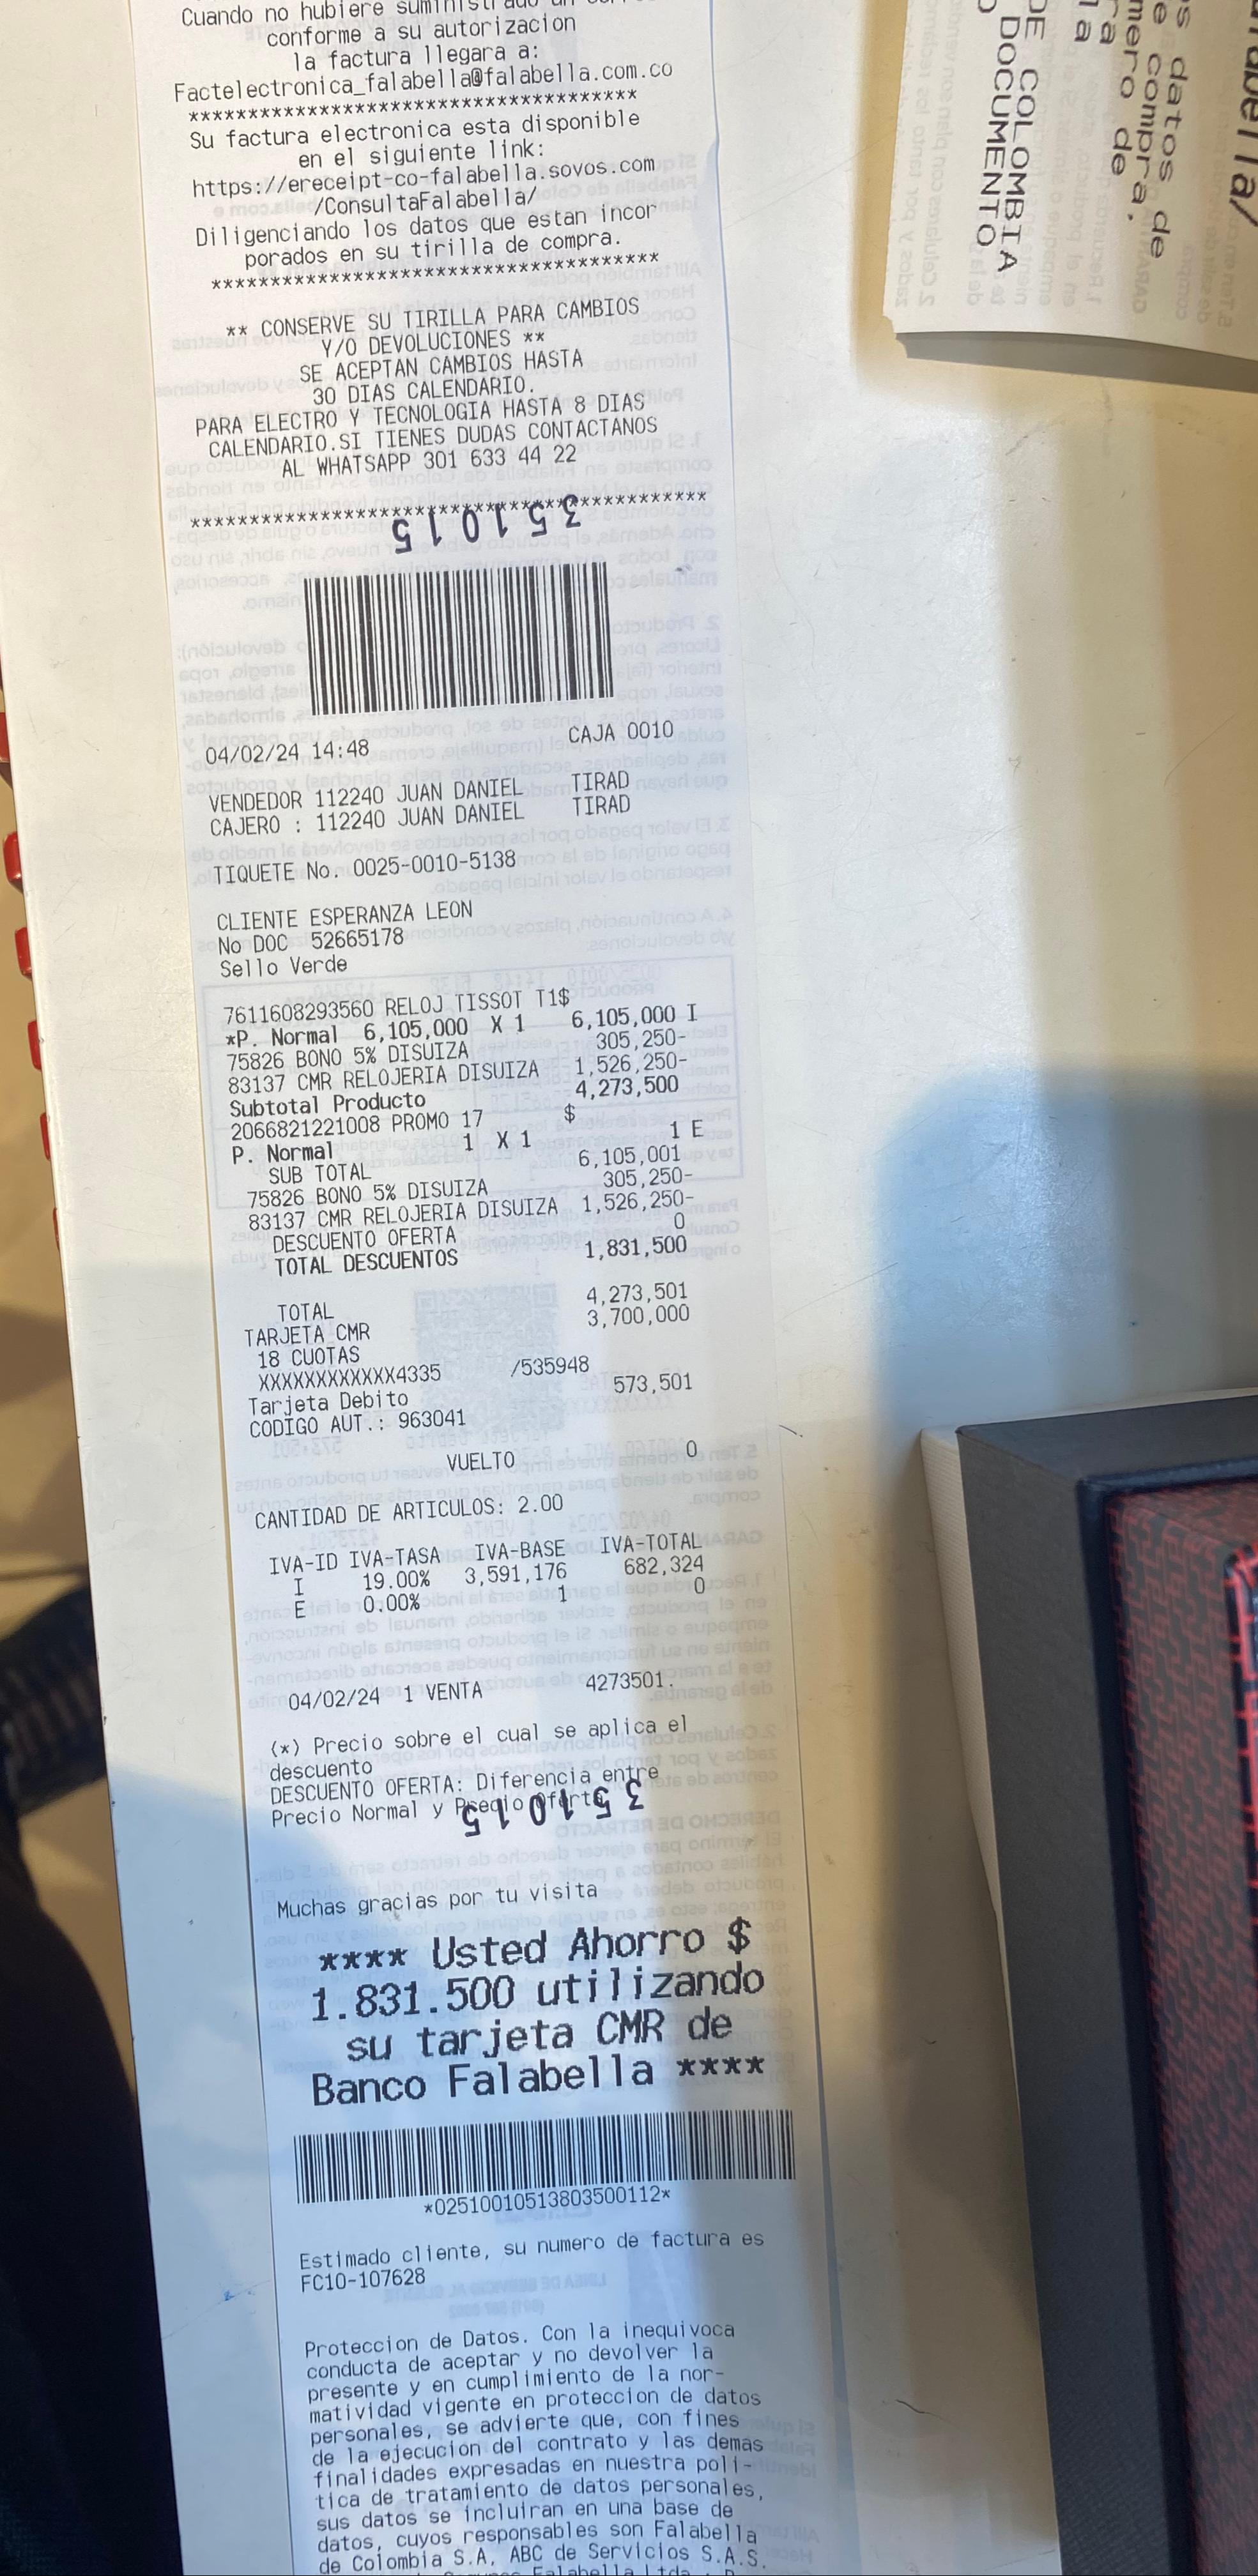 Cuando no hubiere suministrado un
conforme a su autorizacion
la factura llegara a:
Factelectronica_falabella@falabella.com.co
**************************************
Su factura electronica esta disponible
en el siguiente link:
https://ereceipt-co-falabella.sovos.com
/ConsultaFalabella/
Diligenciando los datos que estan incor
porados en su tirilla de compra.
**************************************
** CONSERVE SU TIRILLA PARA CAMBIOS
Y/O DEVOLUCIONES **
SE ACEPTAN CAMBIOS HASTA
30 DIAS CALENDARIO.
PARA ELECTRO Y TECNOLOGIA HASTA 8 DIAS
CALENDARIO.SI TIENES DUDAS CONTACTANOS
AL WHATSAPP 301 633 44 22
********************************************
351015
04/02/24 14:48 CAJA 0010
VENDEDOR 112240 JUAN DANIEL TIRAD
CAJERO : 112240 JUAN DANIEL TIRAD
TIQUETE No. 0025-0010-5138
CLIENTE ESPERANZA LEON
No DOC 52665178
Sello Verde
7611608293560 RELOJ TISSOT T1$
*P. Normal 6,105,000 X 1 6,105,000 I
75826 BONO 5% DISUIZA 305,250-
83137 CMR RELOJERIA DISUIZA 1,526,250-
Subtotal Producto 4,273,500
2066821221008 PROMO 17 $
P. Normal 1 X 1 1 E
SUB TOTAL 6,105,001
75826 BONO 5% DISUIZA 305,250-
83137 CMR RELOJERIA DISUIZA 1,526,250-
DESCUENTO OFERTA 0
TOTAL DESCUENTOS 1,831,500
TOTAL 4,273,501
TARJETA CMR 3,700,000
18 CUOTAS
XXXXXXXXXXXX4335 /535948
Tarjeta Debito 573,501
CODIGO AUT.: 963041
VUELTO 0
CANTIDAD DE ARTICULOS: 2.00
IVA-ID IVA-TASA IVA-BASE IVA-TOTAL
I 19.00% 3,591,176 682,324
E 0.00% 1 0
04/02/24 1 VENTA 4273501.
(*) Precio sobre el cual se aplica el
descuento
DESCUENTO OFERTA: Diferencia entre
Precio Normal y Precio Oferta
351015
Muchas gracias por tu visita
**** Usted Ahorro $
1.831.500 utilizando
su tarjeta CMR de
Banco Falabella ****
*02510010513803500112*
Estimado cliente, su numero de factura es
FC10-107628
Proteccion de Datos. Con la inequivoca
conducta de aceptar y no devolver la
presente y en cumplimiento de la nor-
matividad vigente en proteccion de datos
personales, se advierte que, con fines
de la ejecucion del contrato y las demas
finalidades expresadas en nuestra poli-
tica de tratamiento de datos personales,
sus datos se incluiran en una base de
datos, cuyos responsables son Falabella
de Colombia S.A, ABC de Servicios S.A.S,
Falabella Ltda
datos de
e compra.
mero de
DE COLOMBIA
DOCUMENTO